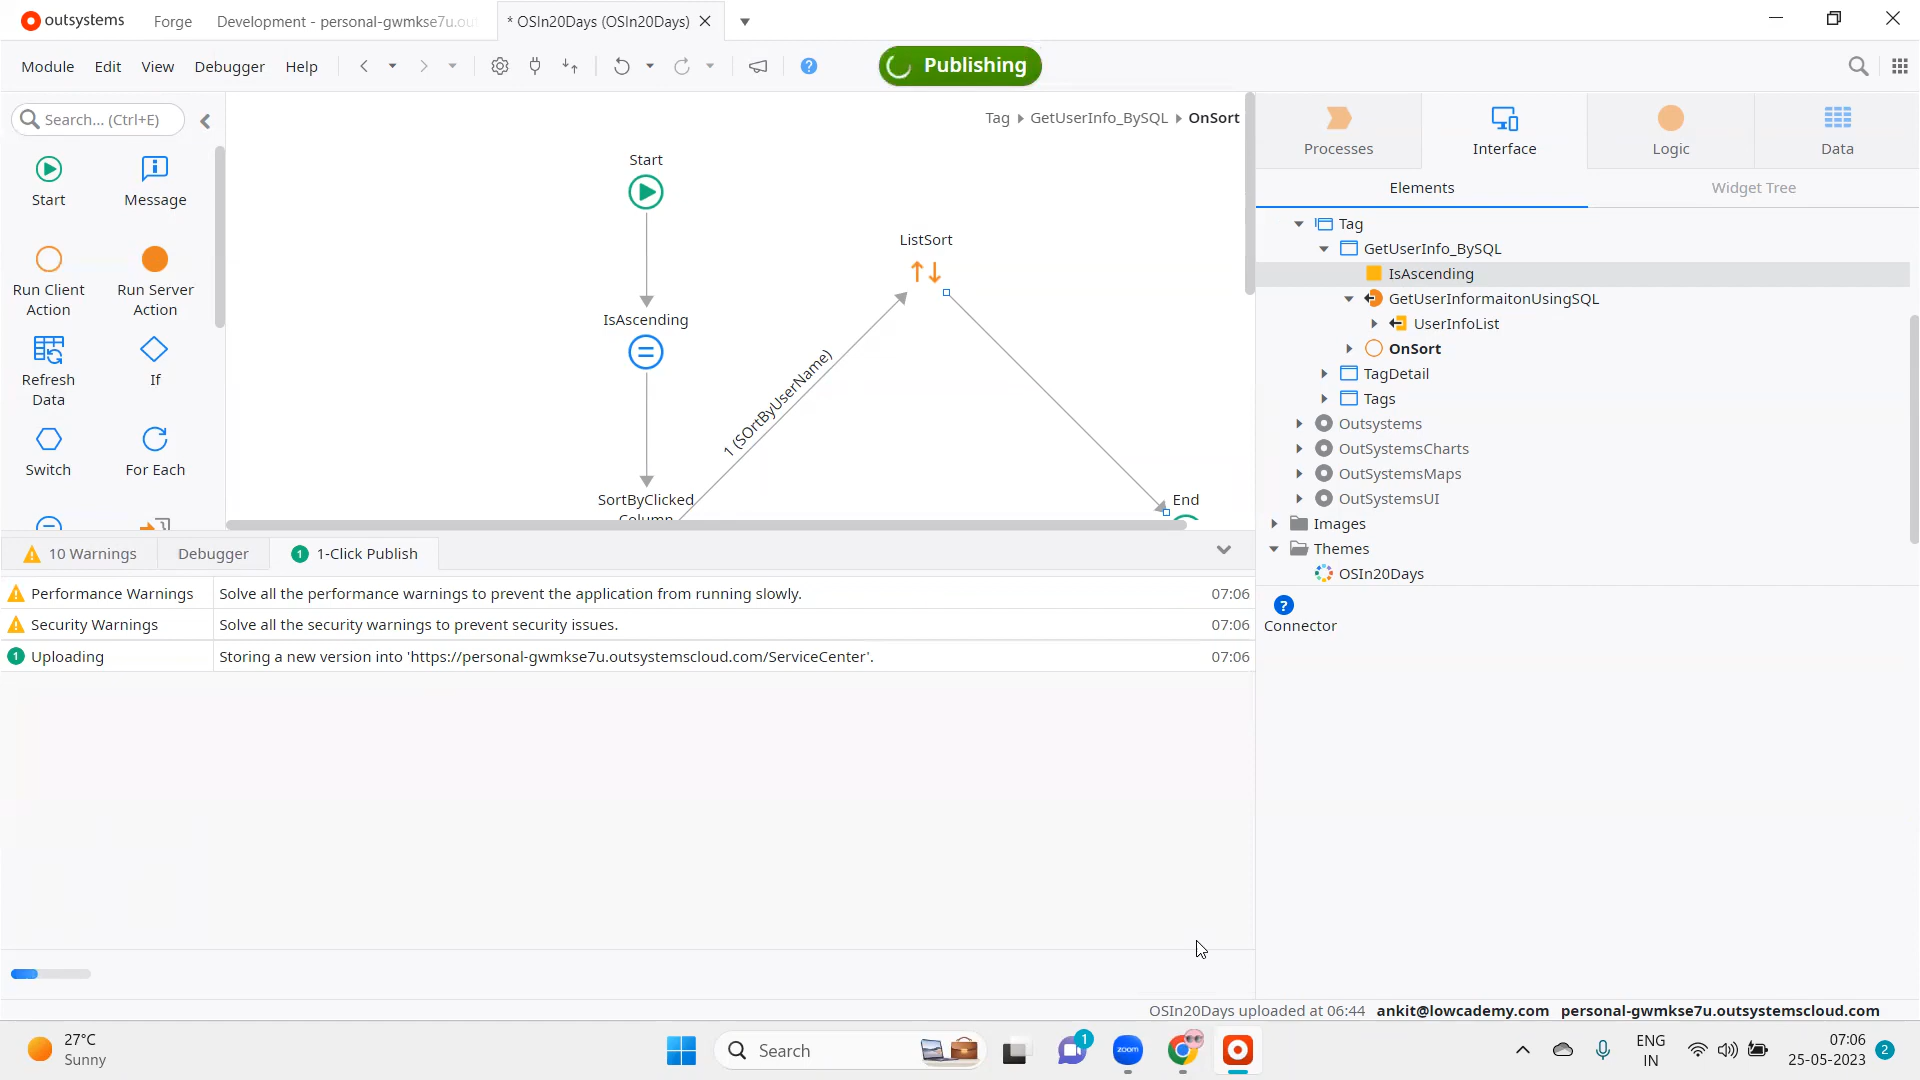 outsystems
Forge
Development - personal-gwmkse7u.ou
* OSIn20Days (OSIn20Days)
Module Edit View Debugger Help
Publishing
Search... (Ctrl+E)
Start
Message
Run Client Action
Run Server Action
Refresh Data
If
Switch
For Each
Tag GetUserInfo_BySQL OnSort
Start
IsAscending
SortByClicked
Column
1 (SOrtByUserName)
ListSort
End
Processes
Interface
Logic
Data
Elements
Widget Tree
Tag
GetUserInfo_BySQL
IsAscending
GetUserInformaitonUsingSQL
UserInfoList
OnSort
TagDetail
Tags
Outsystems
OutSystemsCharts
OutSystemsMaps
OutSystemsUI
Images
Themes
OSIn20Days
Connector
10 Warnings
Debugger
1-Click Publish
Performance Warnings Solve all the performance warnings to prevent the application from running slowly. 07:06
Security Warnings Solve all the security warnings to prevent security issues. 07:06
Uploading Storing a new version into 'https://personal-gwmkse7u.outsystemscloud.com/ServiceCenter'. 07:06
OSIn20Days uploaded at 06:44 ankit@lowcademy.com personal-gwmkse7u.outsystemscloud.com
27°C
Sunny
Search
1
zoom
ENG
IN
07:06
25-05-2023
2